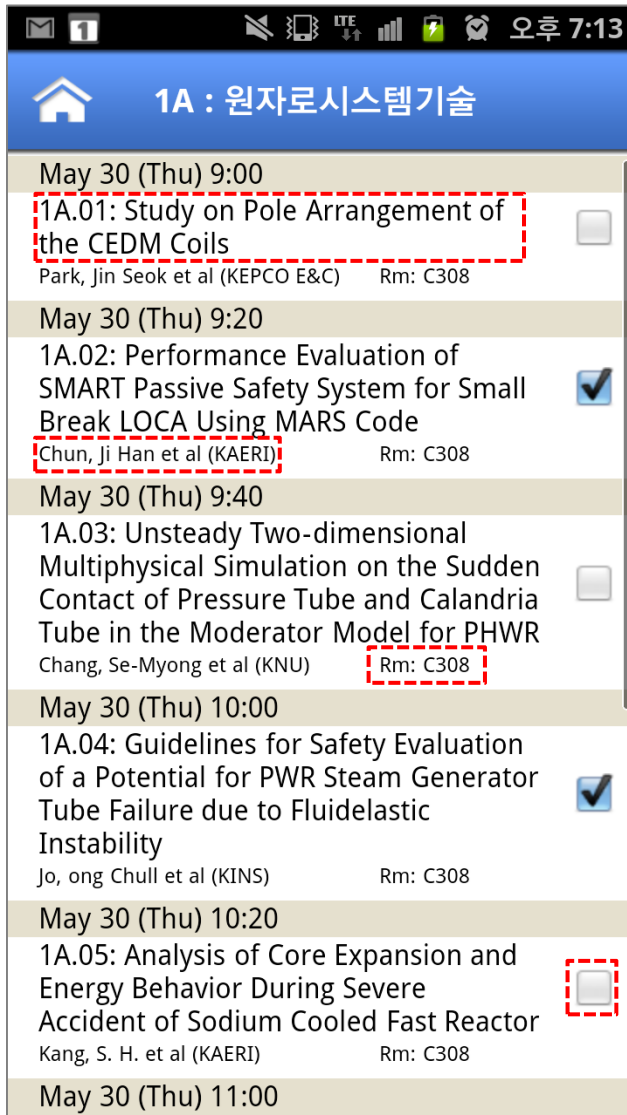 1
LTE
오후 7:13
1A : 원자로시스템기술
May 30 (Thu) 9:00
1A.01: Study on Pole Arrangement of
the CEDM Coils
Park, Jin Seok et al (KEPCO E&C) Rm: C308
May 30 (Thu) 9:20
1A.02: Performance Evaluation of
SMART Passive Safety System for Small
Break LOCA Using MARS Code
Chun, Ji Han et al (KAERI) Rm: C308
May 30 (Thu) 9:40
1A.03: Unsteady Two-dimensional
Multiphysical Simulation on the Sudden
Contact of Pressure Tube and Calandria
Tube in the Moderator Model for PHWR
Chang, Se-Myong et al (KNU) Rm: C308
May 30 (Thu) 10:00
1A.04: Guidelines for Safety Evaluation
of a Potential for PWR Steam Generator
Tube Failure due to Fluidelastic
Instability
Jo, ong Chull et al (KINS) Rm: C308
May 30 (Thu) 10:20
1A.05: Analysis of Core Expansion and
Energy Behavior During Severe
Accident of Sodium Cooled Fast Reactor
Kang, S. H. et al (KAERI) Rm: C308
May 30 (Thu) 11:00